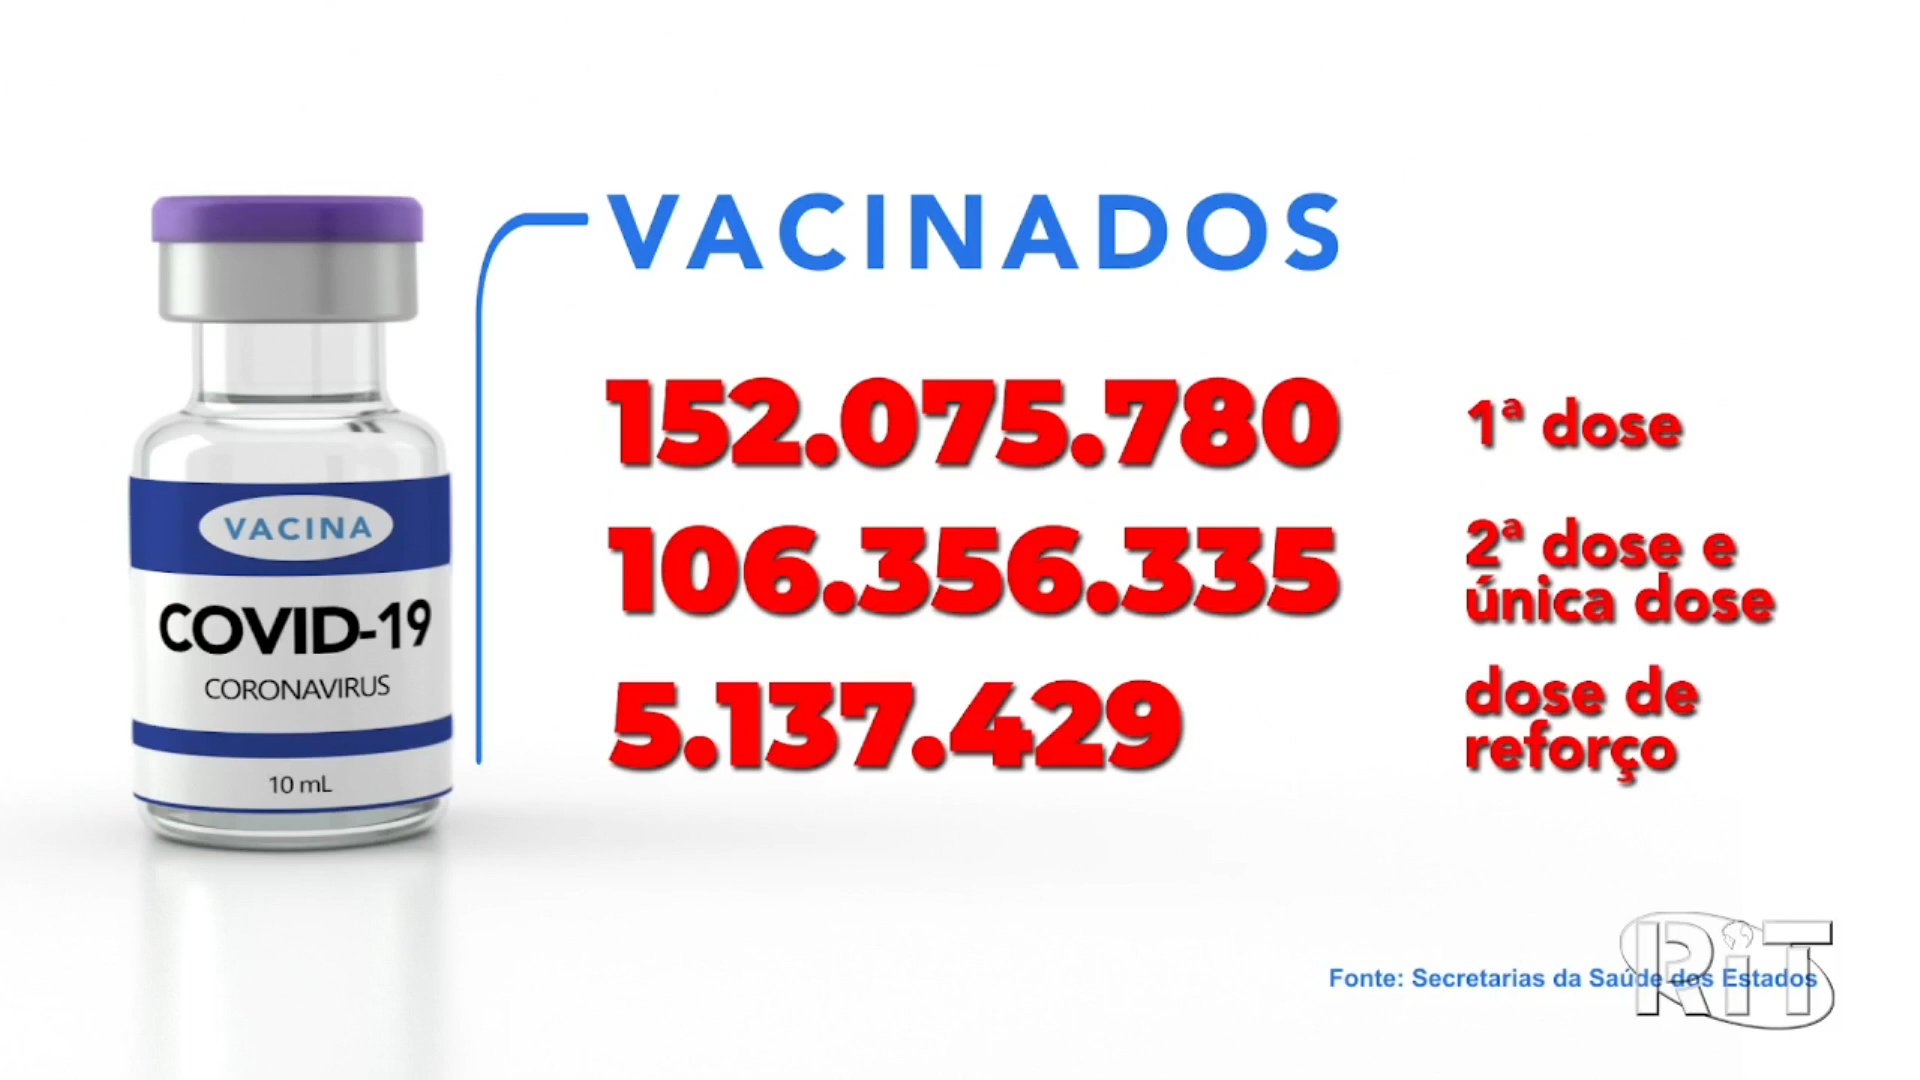 VACINADOS
152.075.780 1ª dose
106.356.335 2ª dose e
única dose
5.137.429 dose de
reforço
VACINA
COVID-19
CORONAVIRUS
10 mL
Fonte: Secretarias da Saúde dos Estados
RiT